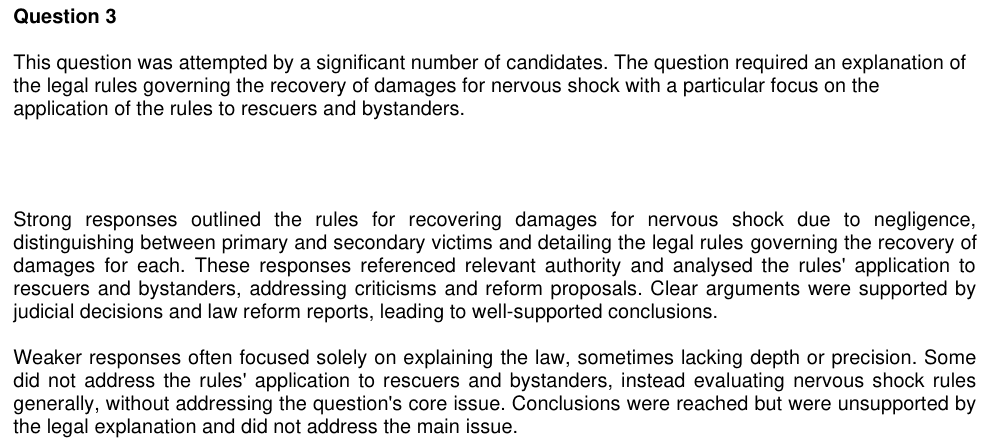 Question 3
This question was attempted by a significant number of candidates. The question required an explanation of
the legal rules governing the recovery of damages for nervous shock with a particular focus on the
application of the rules to rescuers and bystanders.
Strong responses outlined the rules for recovering damages for nervous shock due to negligence,
distinguishing between primary and secondary victims and detailing the legal rules governing the recovery of
damages for each. These responses referenced relevant authority and analysed the rules' application to
rescuers and bystanders, addressing criticisms and reform proposals. Clear arguments were supported by
judicial decisions and law reform reports, leading to well-supported conclusions.
Weaker responses often focused solely on explaining the law, sometimes lacking depth or precision. Some
did not address the rules' application to rescuers and bystanders, instead evaluating nervous shock rules
generally, without addressing the question's core issue. Conclusions were reached but were unsupported by
the legal explanation and did not address the main issue.